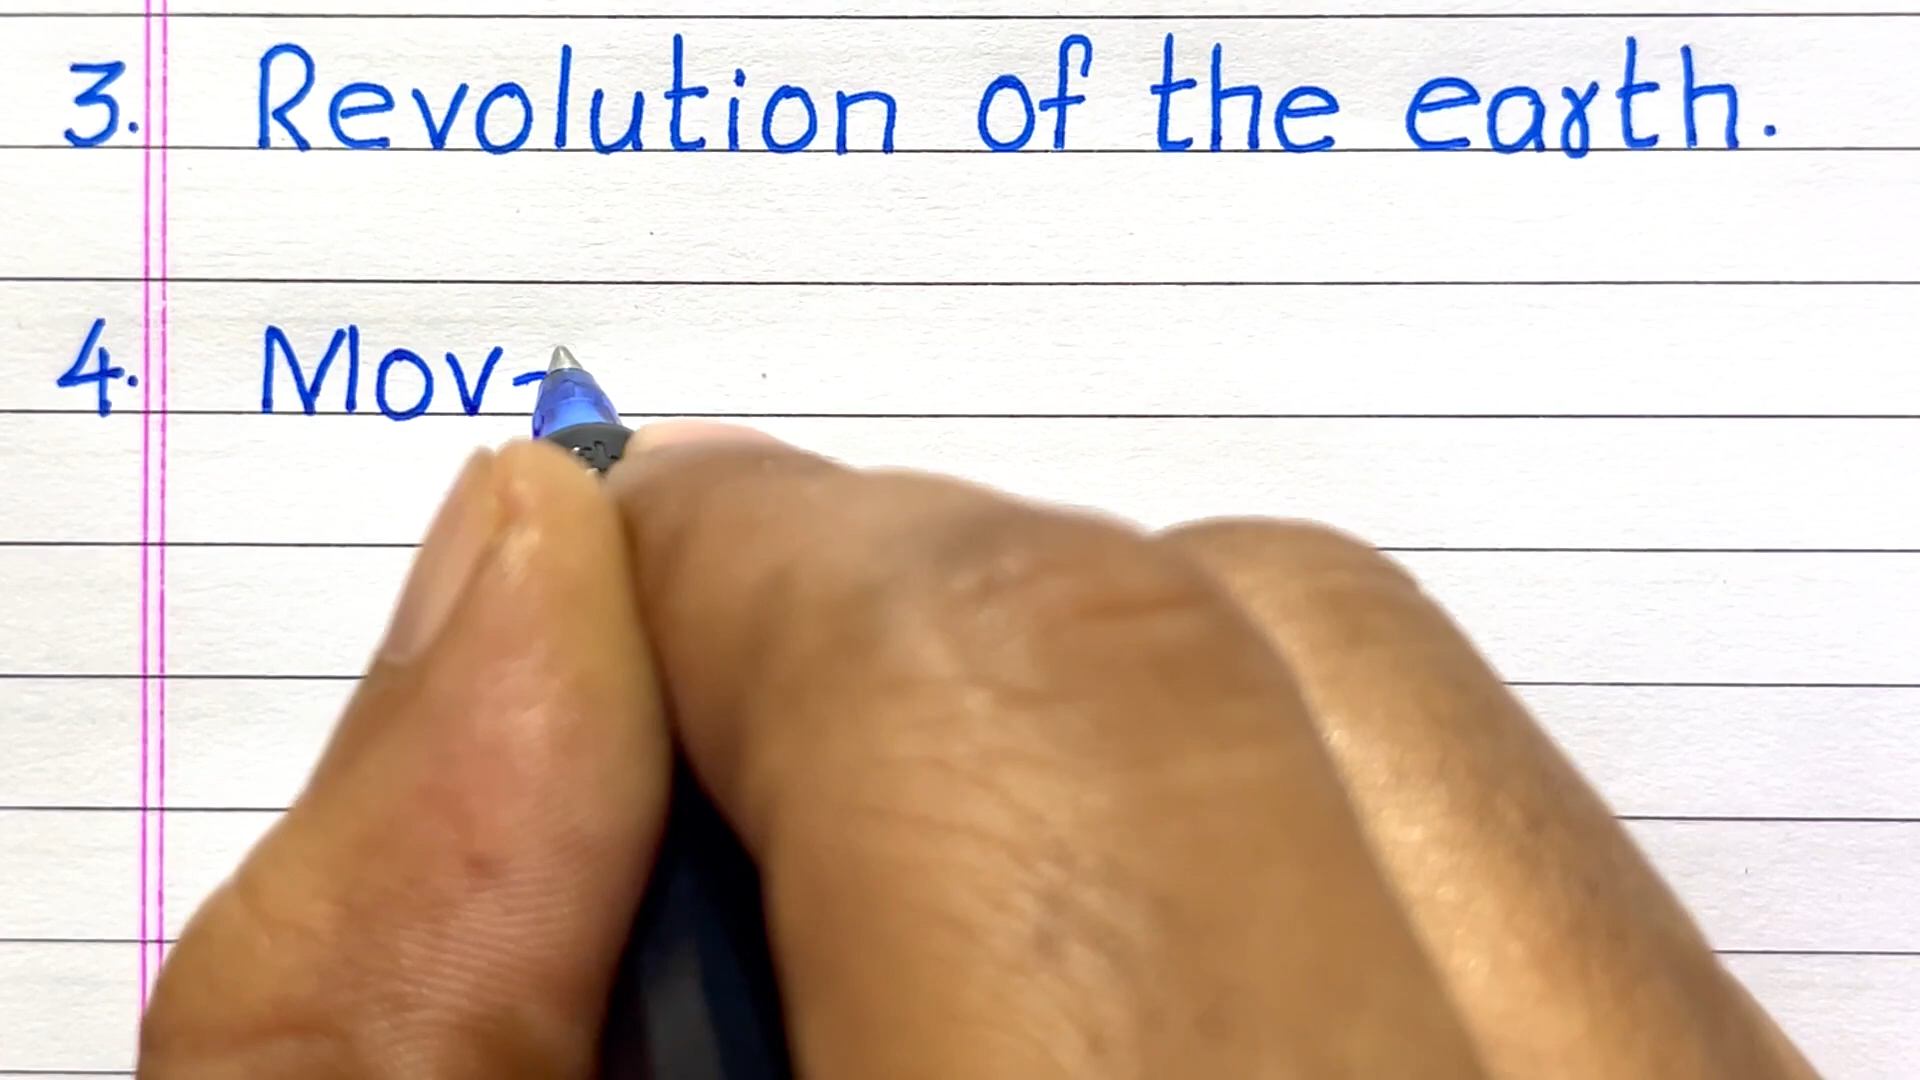 3. Revolution of the earth.
4. Mov